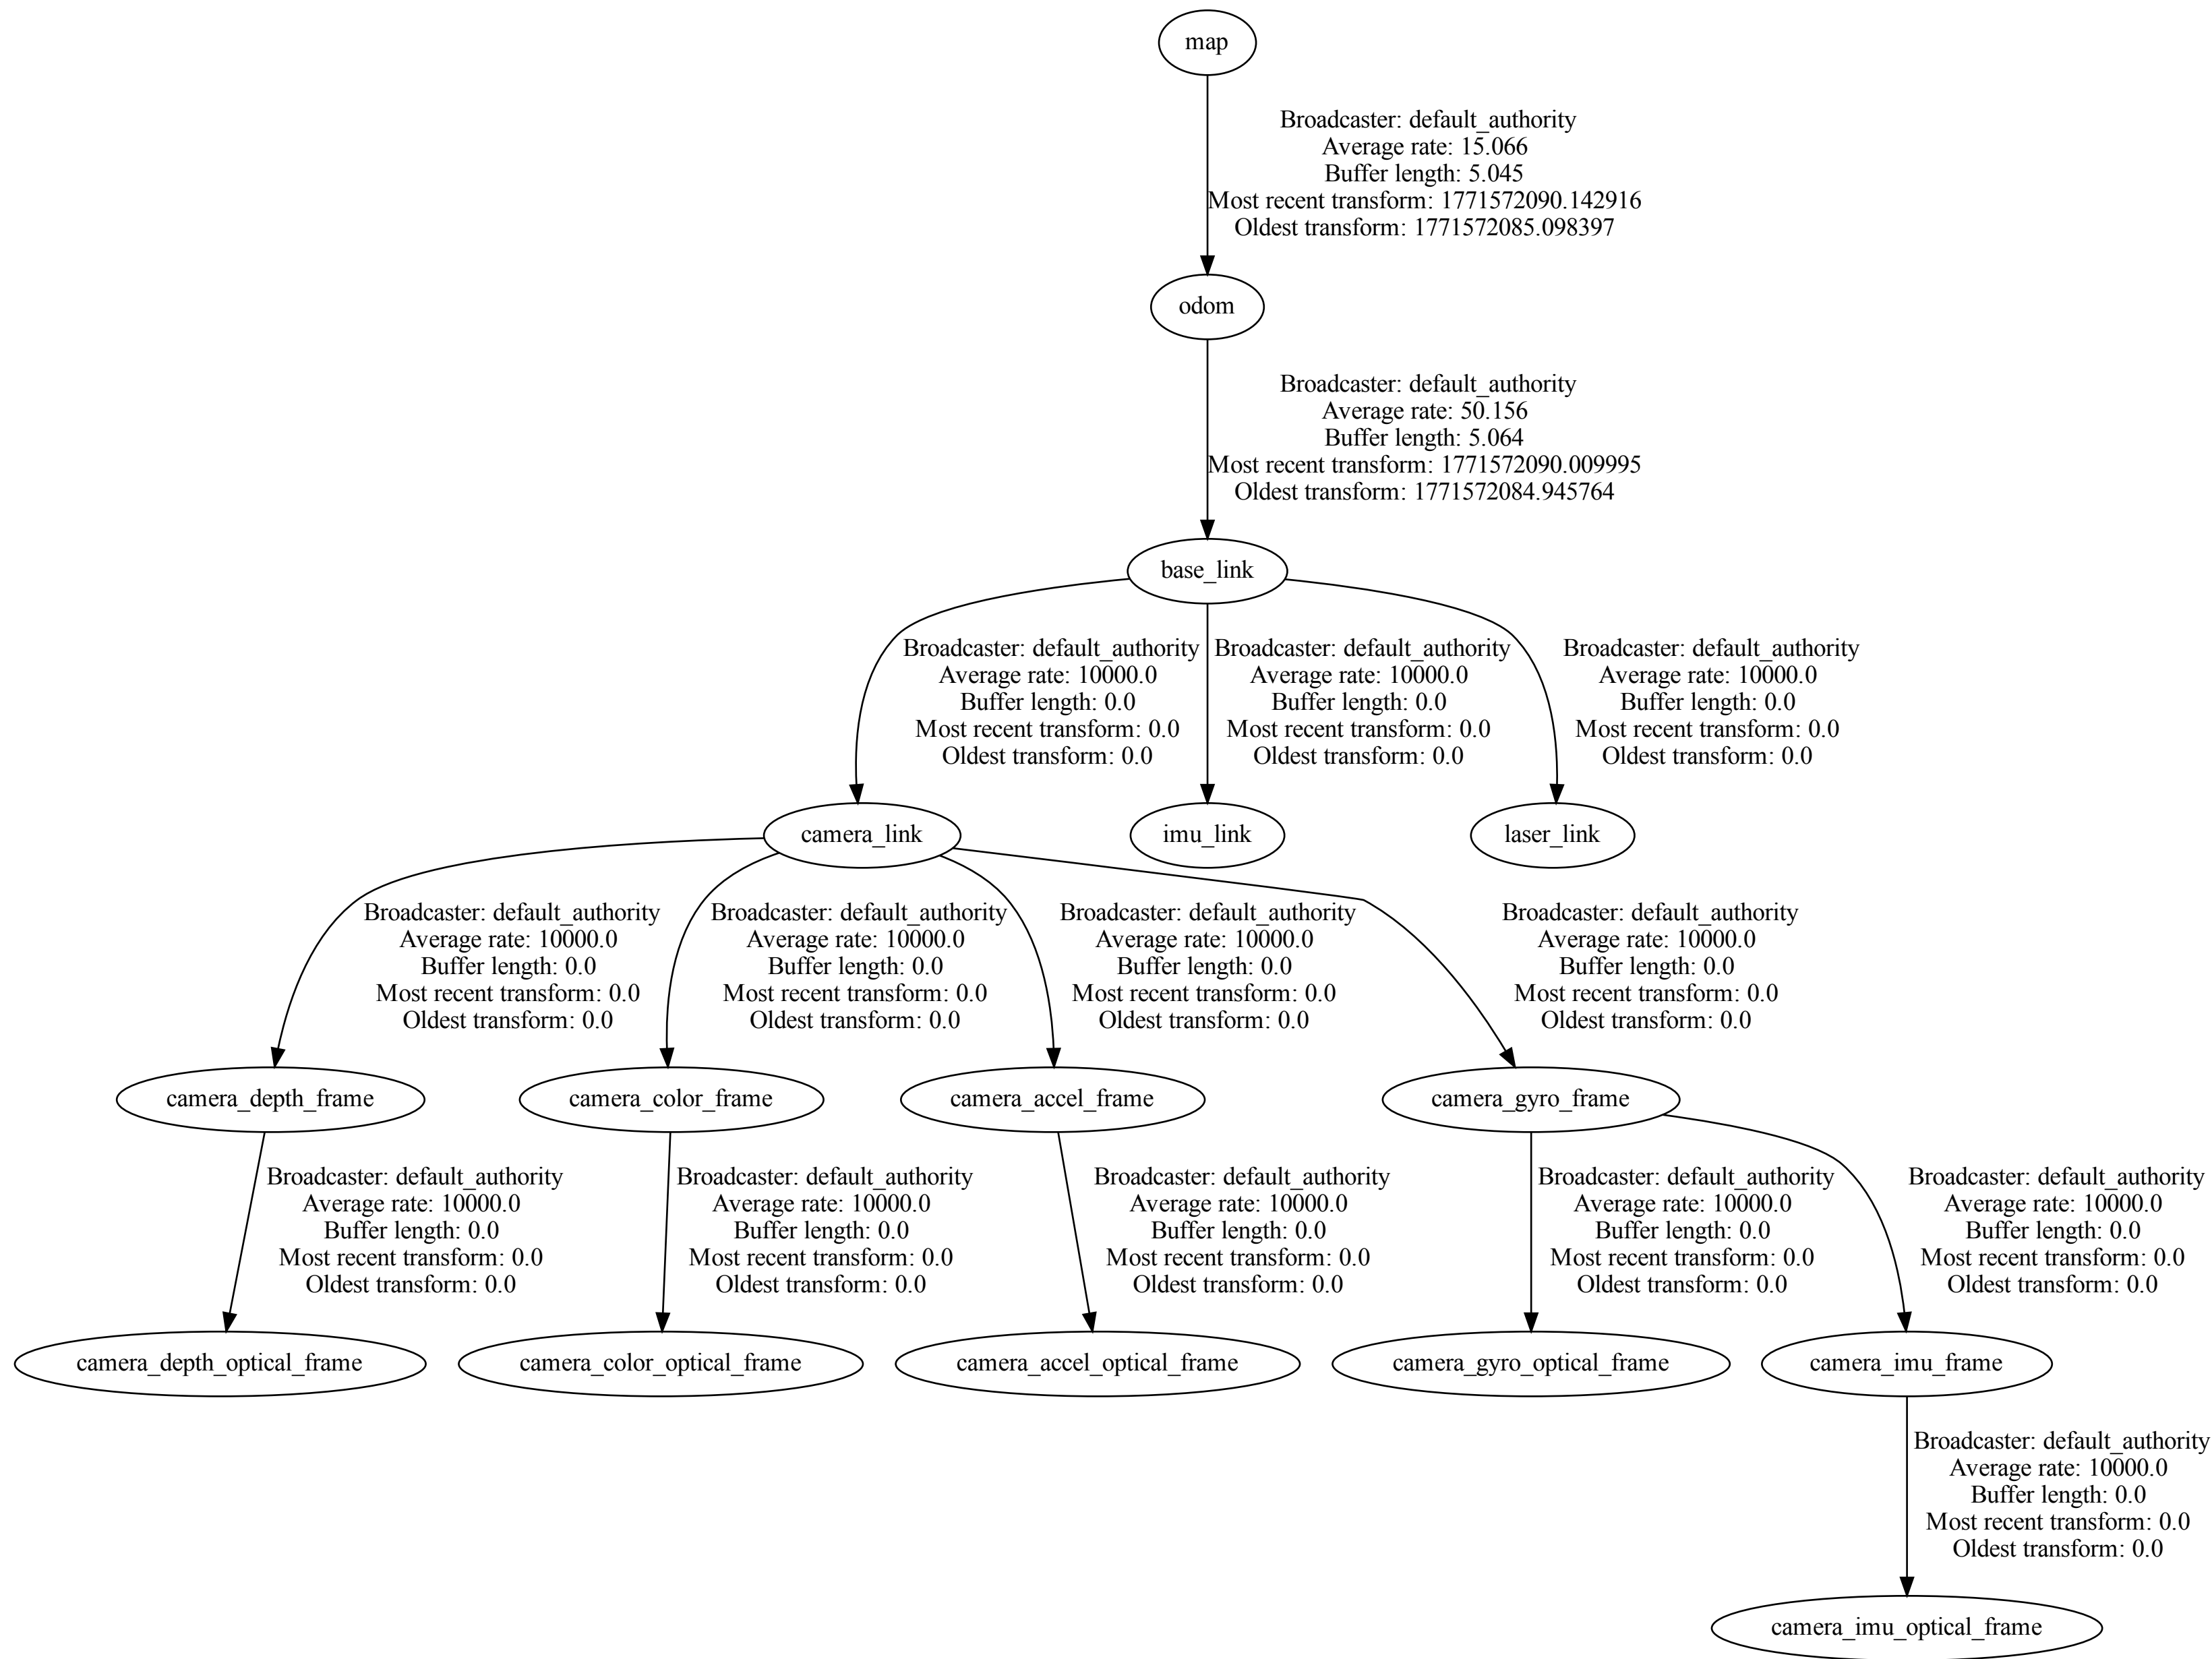 map
Broadcaster: default_authority
Average rate: 15.066
Buffer length: 5.045
Most recent transform: 1771572090.142916
Oldest transform: 1771572085.098397
odom
Broadcaster: default_authority
Average rate: 50.156
Buffer length: 5.064
Most recent transform: 1771572090.009995
Oldest transform: 1771572084.945764
base_link
Broadcaster: default_authority
Average rate: 10000.0
Buffer length: 0.0
Most recent transform: 0.0
Oldest transform: 0.0
Broadcaster: default_authority
Average rate: 10000.0
Buffer length: 0.0
Most recent transform: 0.0
Oldest transform: 0.0
Broadcaster: default_authority
Average rate: 10000.0
Buffer length: 0.0
Most recent transform: 0.0
Oldest transform: 0.0
camera_link
imu_link
laser_link
Broadcaster: default_authority
Average rate: 10000.0
Buffer length: 0.0
Most recent transform: 0.0
Oldest transform: 0.0
Broadcaster: default_authority
Average rate: 10000.0
Buffer length: 0.0
Most recent transform: 0.0
Oldest transform: 0.0
Broadcaster: default_authority
Average rate: 10000.0
Buffer length: 0.0
Most recent transform: 0.0
Oldest transform: 0.0
Broadcaster: default_authority
Average rate: 10000.0
Buffer length: 0.0
Most recent transform: 0.0
Oldest transform: 0.0
camera_depth_frame
camera_color_frame
camera_accel_frame
camera_gyro_frame
Broadcaster: default_authority
Average rate: 10000.0
Buffer length: 0.0
Most recent transform: 0.0
Oldest transform: 0.0
Broadcaster: default_authority
Average rate: 10000.0
Buffer length: 0.0
Most recent transform: 0.0
Oldest transform: 0.0
Broadcaster: default_authority
Average rate: 10000.0
Buffer length: 0.0
Most recent transform: 0.0
Oldest transform: 0.0
Broadcaster: default_authority
Average rate: 10000.0
Buffer length: 0.0
Most recent transform: 0.0
Oldest transform: 0.0
Broadcaster: default_authority
Average rate: 10000.0
Buffer length: 0.0
Most recent transform: 0.0
Oldest transform: 0.0
camera_depth_optical_frame
camera_color_optical_frame
camera_accel_optical_frame
camera_gyro_optical_frame
camera_imu_frame
Broadcaster: default_authority
Average rate: 10000.0
Buffer length: 0.0
Most recent transform: 0.0
Oldest transform: 0.0
camera_imu_optical_frame